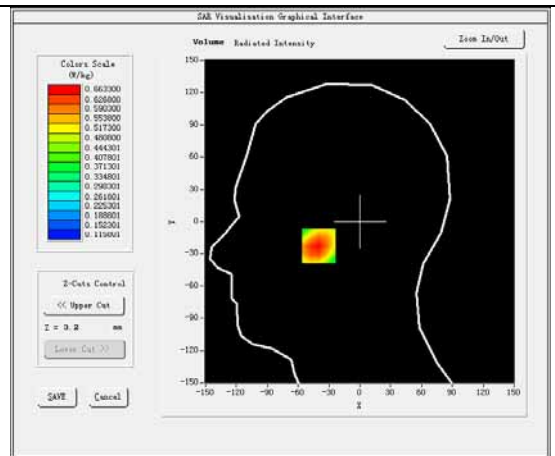 SAR Visualisation Graphical Interface
Volume Radiated Intensity
Zoom In/Out
Colors Scale
(W/kg)
0.663300
0.626800
0.590300
0.553800
0.517300
0.480800
0.444301
0.407801
0.371301
0.334801
0.298301
0.261801
0.225301
0.188801
0.152301
0.115801
Z-Cuts Control
<< Upper Cut
Z = 3.2 mm
Lower Cut >>
SAVE
Cancel
150
120
90
60
30
0
-30
-60
-90
-120
-150
Y
-150 -120 -90 -60 -30 0 30 60 90 120 150
X